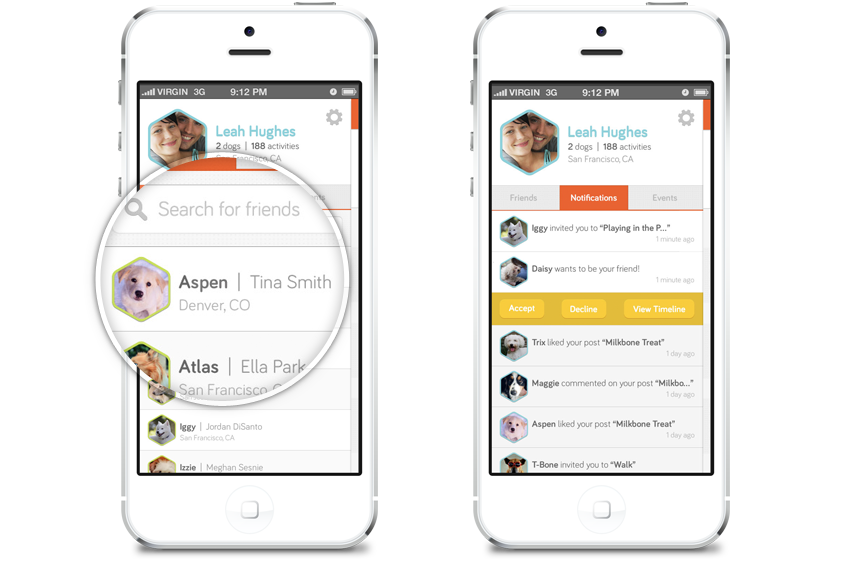 VIRGIN 3G 9:12 PM
Leah Hughes
2 dogs | 188 activities
San Francisco, CA
Search for friends
Aspen | Tina Smith
Denver, CO
Atlas | Ella Park
San Francisco, C
Iggy | Jordan DiSanto
San Francisco, CA
Izzie | Meghan Sesnie
VIRGIN 3G 9:12 PM
Leah Hughes
2 dogs | 188 activities
San Francisco, CA
Friends Notifications Events
Iggy invited you to “Playing in the P...”
1 minute ago
Daisy wants to be your friend!
1 minute ago
Accept Decline View Timeline
Trix liked your post “Milkbone Treat”
1 day ago
Maggie commented on your post “Milkbo...”
1 day ago
Aspen liked your post “Milkbone Treat”
1 day ago
T-Bone invited you to “Walk”